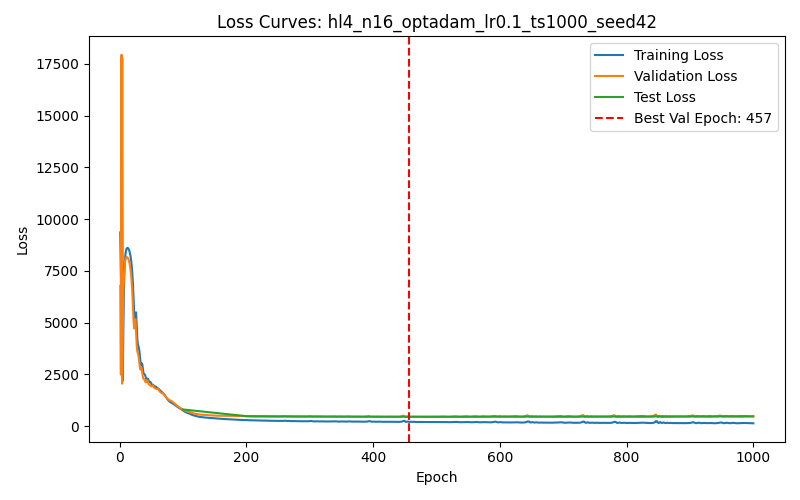 Loss Curves: hl4_n16_optadam_lr0.1_ts1000_seed42
Training Loss
Validation Loss
Test Loss
Best Val Epoch: 457
Loss
17500
15000
12500
10000
7500
5000
2500
0
0 200 400 600 800 1000
Epoch